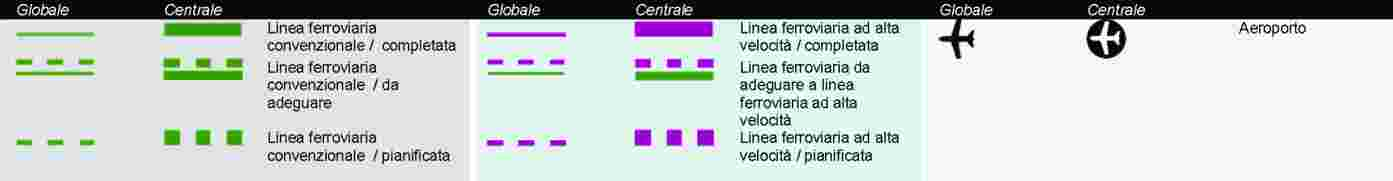 Globale Centrale Globale Centrale Globale Centrale
Linea ferroviaria
convenzionale / completata
Linea ferroviaria
convenzionale / da
adeguare
Linea ferroviaria
convenzionale / pianificata
Linea ferroviaria ad alta
velocità / completata
Linea ferroviaria da
adeguare a linea
ferroviaria ad alta
velocità
Linea ferroviaria ad alta
velocità / pianificata
Aeroporto